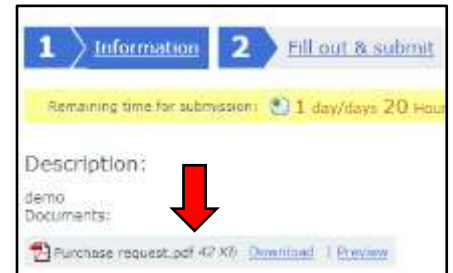 1 Information 2 Fill out & submit
Remaining time for submission: 1 day/days 20 Hour
Description:
demo
Documents:
Purchase request.pdf 42 Kb Download | Preview